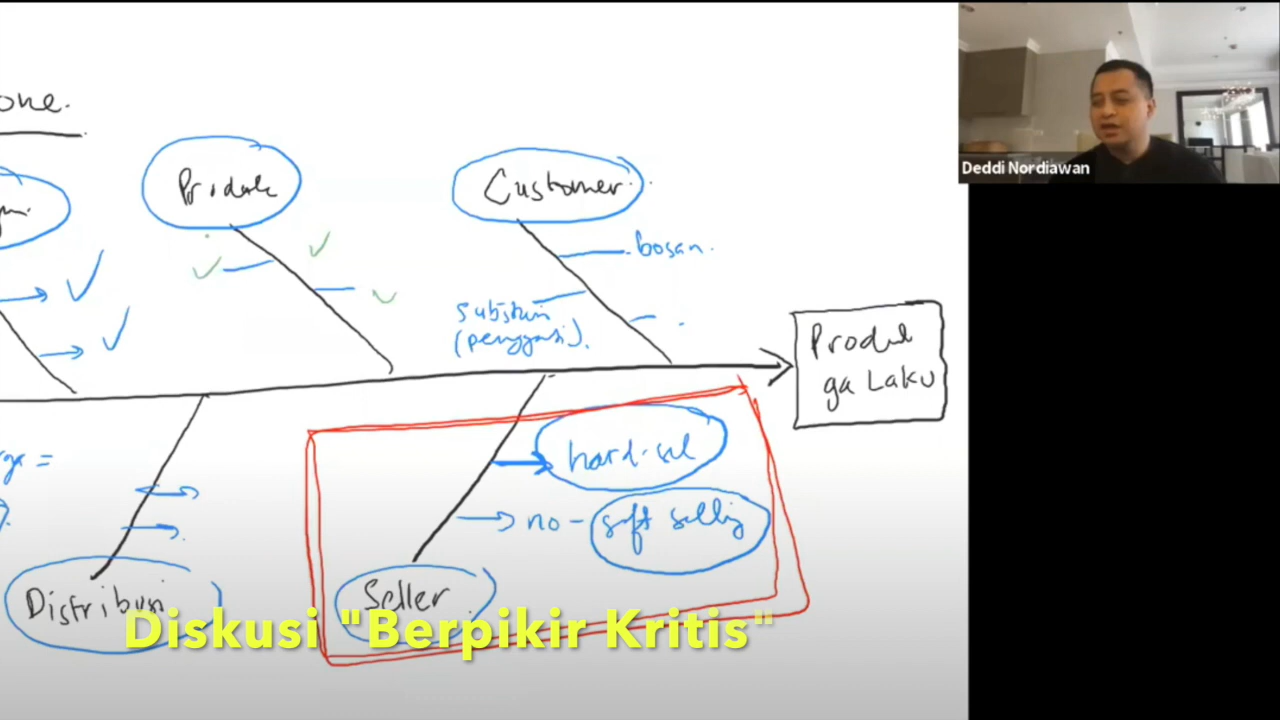 one.
Deddi Nordiawan
Produk
Customer
bosan.
Substitusi
(pengganti).
Produk
ga Laku
hard-sel
no - soft selling
Seller
Distribusi
Diskusi "Berpikir Kritis"